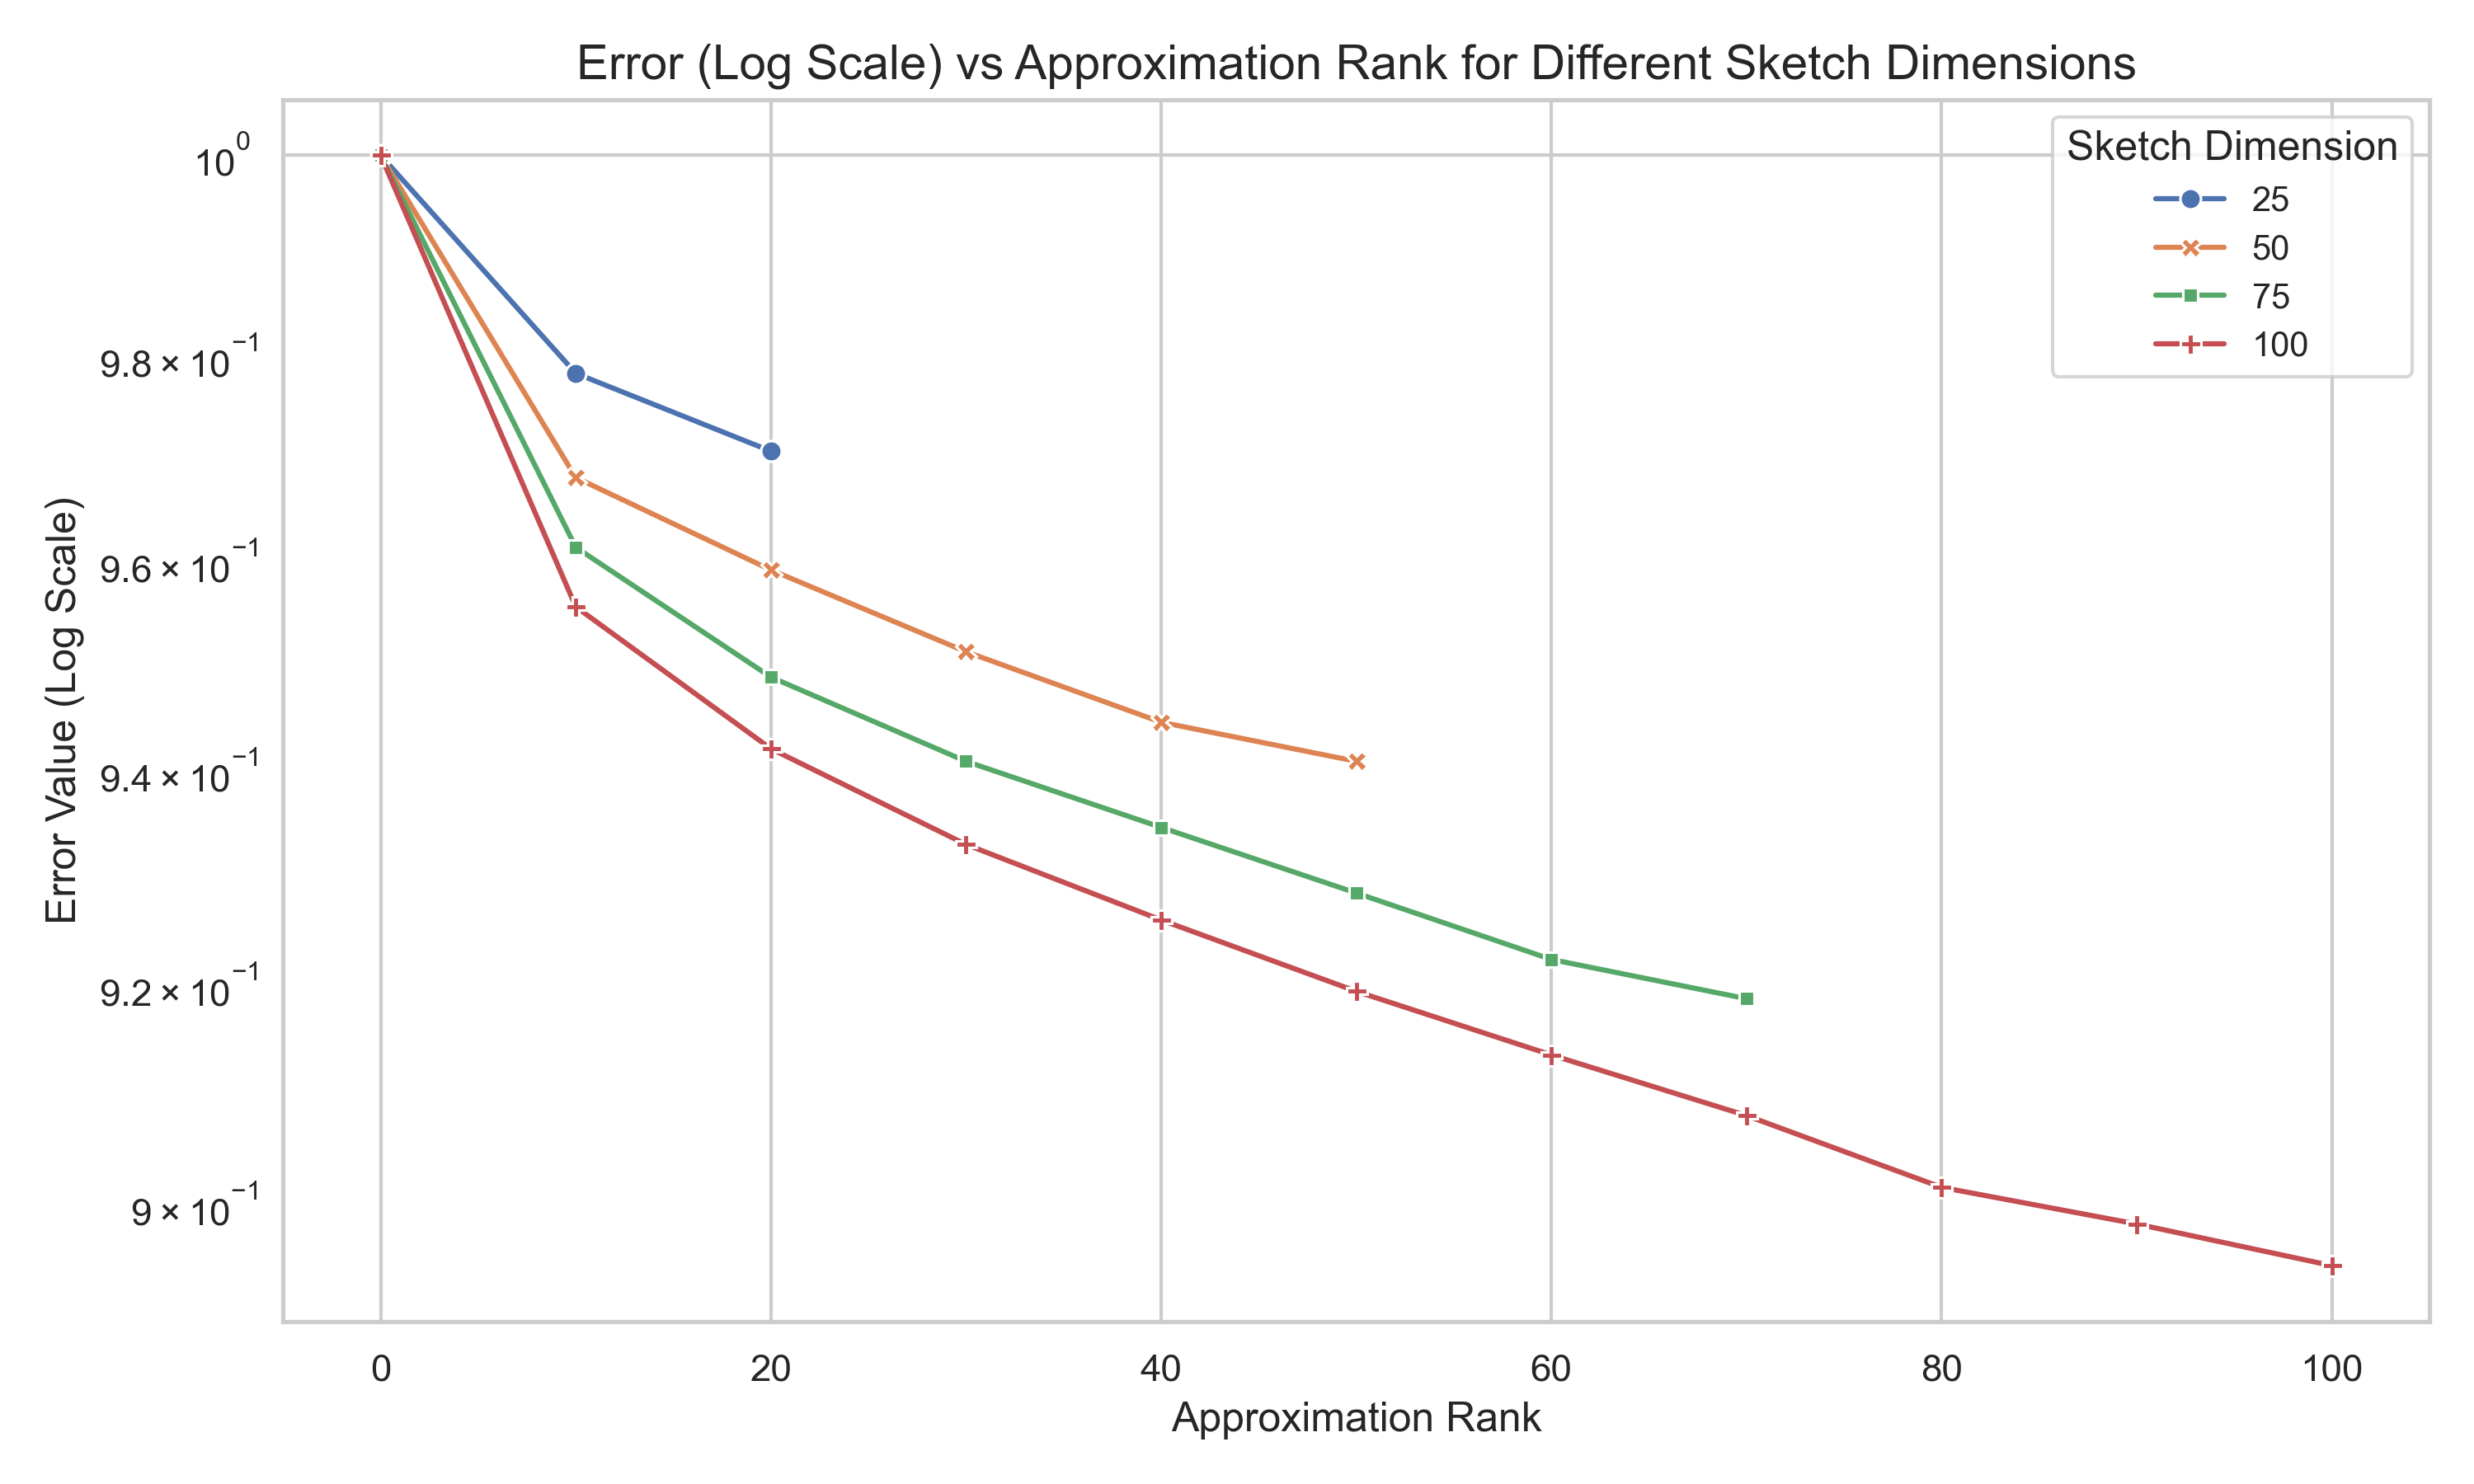 Error (Log Scale) vs Approximation Rank for Different Sketch Dimensions
Sketch Dimension
25
50
75
100
Error Value (Log Scale)
10⁰
9.8 × 10⁻¹
9.6 × 10⁻¹
9.4 × 10⁻¹
9.2 × 10⁻¹
9 × 10⁻¹
0 20 40 60 80 100
Approximation Rank